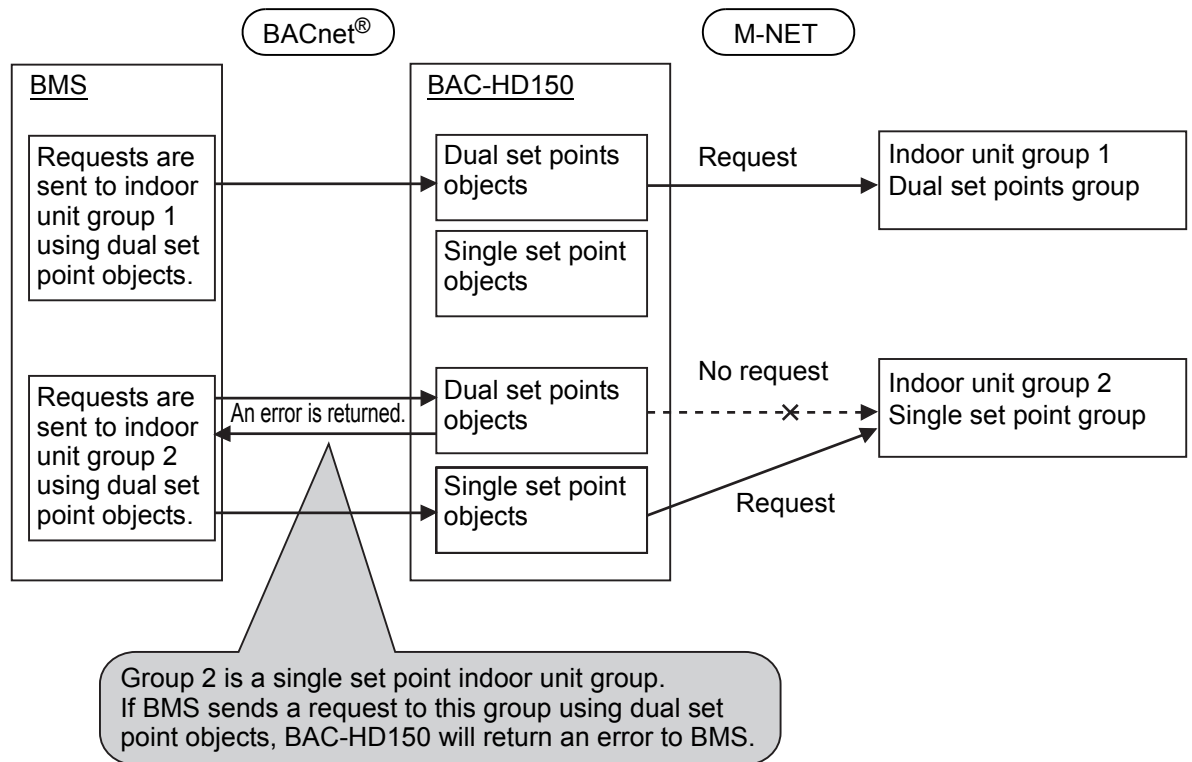 BACnet®
M-NET
BMS
BAC-HD150
Requests are
sent to indoor
unit group 1
using dual set
point objects.
Dual set points
objects
Request
Indoor unit group 1
Dual set points group
Single set point
objects
Requests are
sent to indoor
unit group 2
using dual set
point objects.
An error is returned.
Dual set points
objects
No request
Indoor unit group 2
Single set point group
Single set point
objects
Request
Group 2 is a single set point indoor unit group.
If BMS sends a request to this group using dual set
point objects, BAC-HD150 will return an error to BMS.